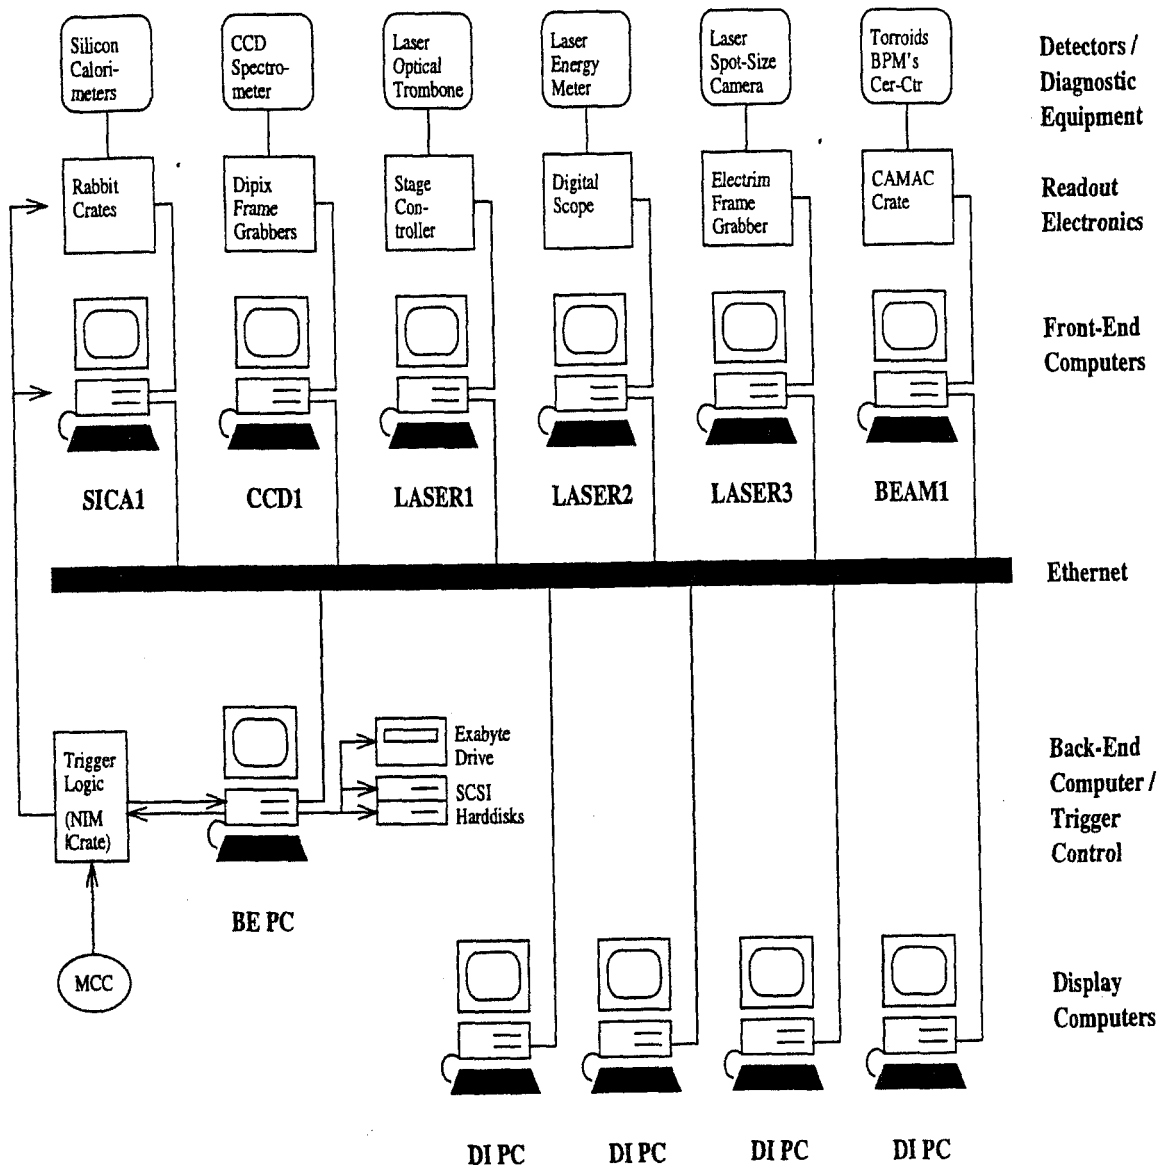 Silicon
Calori-
meters
CCD
Spectro-
meter
Laser
Optical
Trombone
Laser
Energy
Meter
Laser
Spot-Size
Camera
Torroids
BPM's
Cer-Ctr
Detectors /
Diagnostic
Equipment
Rabbit
Crates
Dipix
Frame
Grabbers
Stage
Con-
troller
Digital
Scope
Electrim
Frame
Grabber
CAMAC
Crate
Readout
Electronics
Front-End
Computers
SICA1
CCD1
LASER1
LASER2
LASER3
BEAM1
Ethernet
Trigger
Logic
(NIM
Crate)
Exabyte
Drive
SCSI
Harddisks
Back-End
Computer /
Trigger
Control
BE PC
MCC
Display
Computers
DI PC
DI PC
DI PC
DI PC